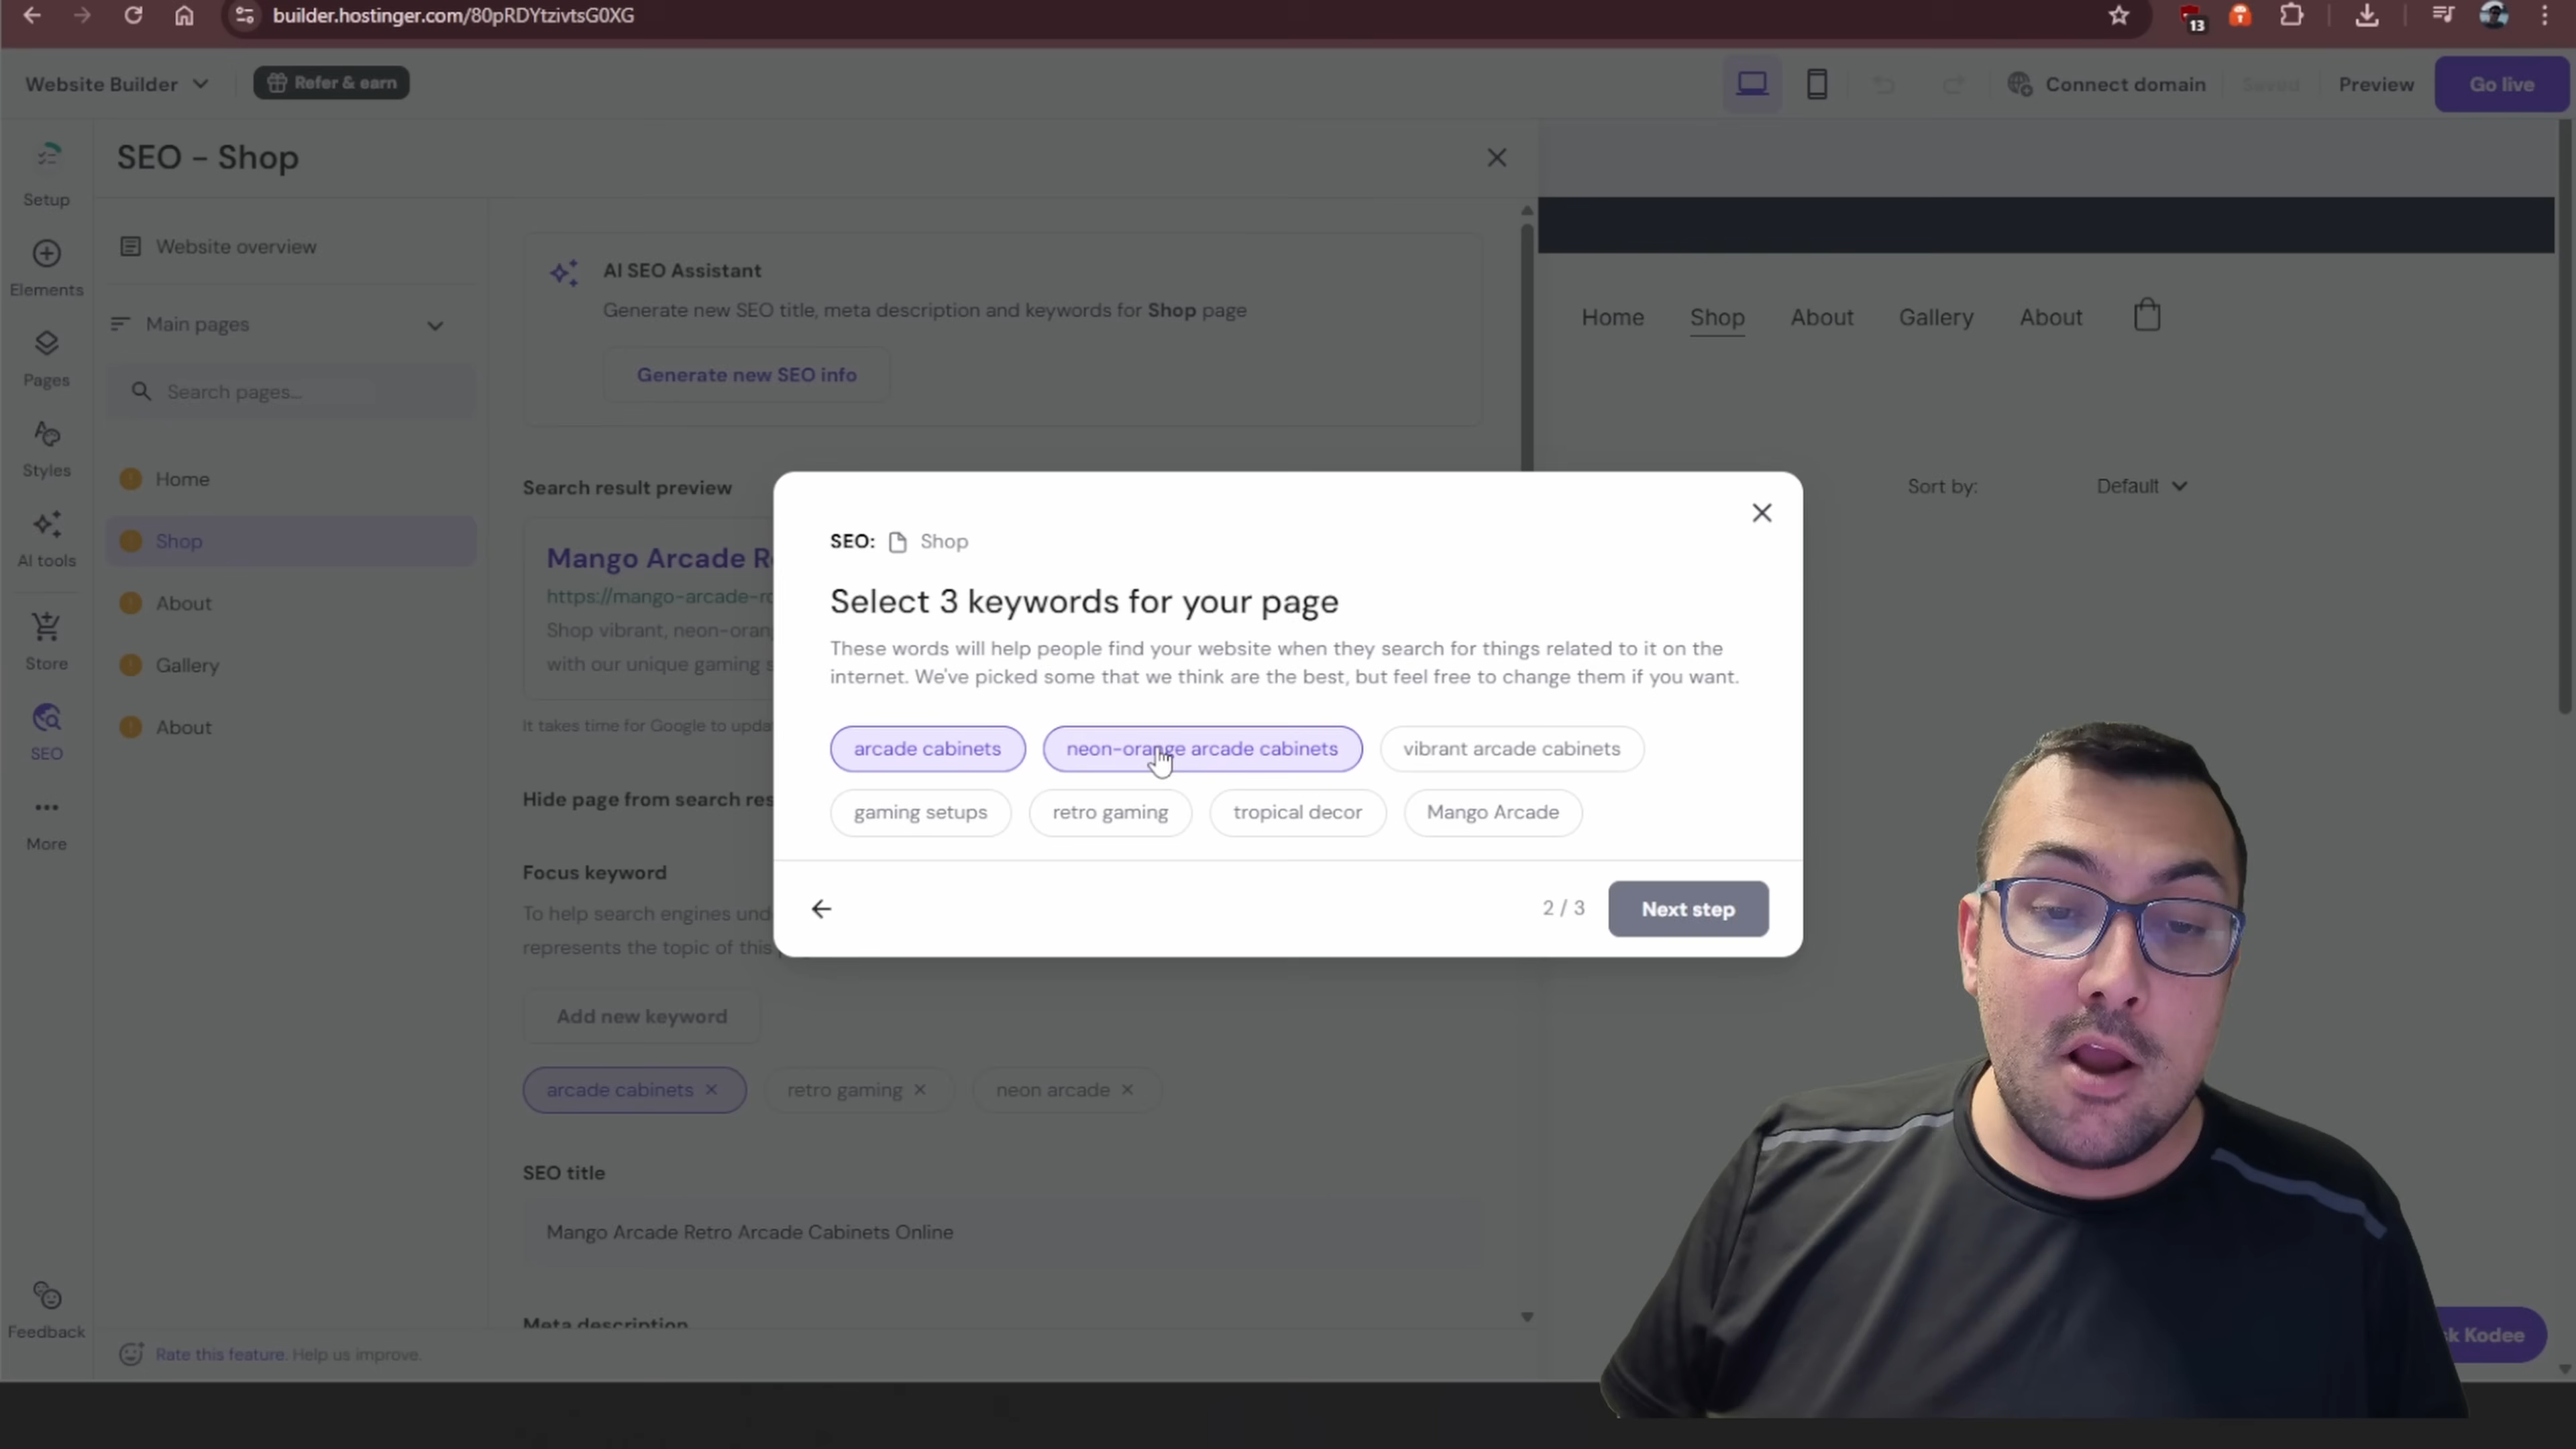 builder.hostinger.com/80pRDYtzivtsG0XG
13
Website Builder
Refer & earn
Connect domain
Saved
Preview
Go live
SEO - Shop
Setup
Elements
Pages
Styles
AI tools
Store
SEO
More
Feedback
Website overview
Main pages
Search pages...
Home
Shop
About
Gallery
About
AI SEO Assistant
Generate new SEO title, meta description and keywords for Shop page
Generate new SEO info
Search result preview
Mango Arcade
https://mango-arcade-
Shop vibrant,
with our unique gaming
It takes time for Google to
Hide page from search
Focus keyword
To help search engines
represents the topic of this
Add new keyword
arcade cabinets ×
retro gaming ×
neon arcade ×
SEO title
Mango Arcade Retro Arcade Cabinets Online
Meta description
Rate this feature. Help us improve.
Home
Shop
About
Gallery
About
Sort by:
Default
SEO: Shop
Select 3 keywords for your page
These words will help people find your website when they search for things related to it on the
internet. We've picked some that we think are the best, but feel free to change them if you want.
arcade cabinets
neon-orange arcade cabinets
vibrant arcade cabinets
gaming setups
retro gaming
tropical decor
Mango Arcade
2 / 3
Next step
Kodee